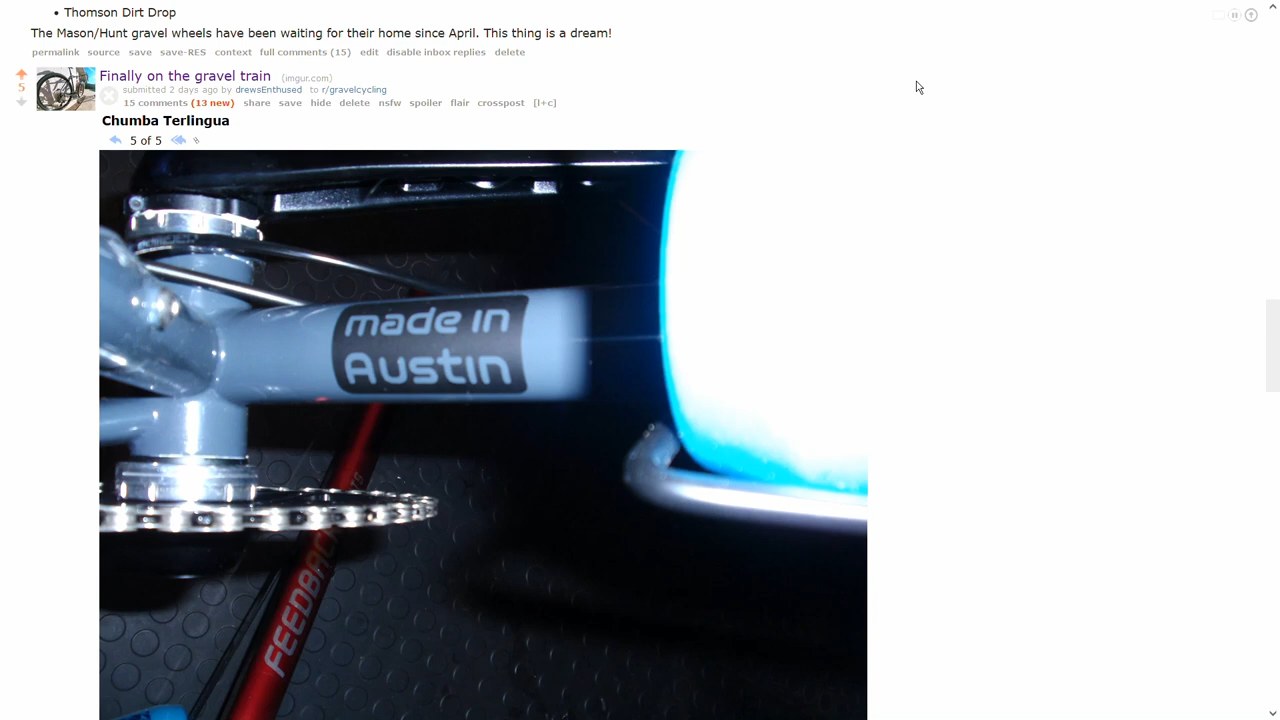 Thomson Dirt Drop
The Mason/Hunt gravel wheels have been waiting for their home since April. This thing is a dream!
permalink source save save-RES context full comments (15) edit disable inbox replies delete
Finally on the gravel train (imgur.com)
5
submitted 2 days ago by drewsEnthused to r/gravelcycling
15 comments (13 new) share save hide delete nsfw spoiler flair crosspost [l+c]
Chumba Terlingua
5 of 5
made in
Austin
FEEDBACK